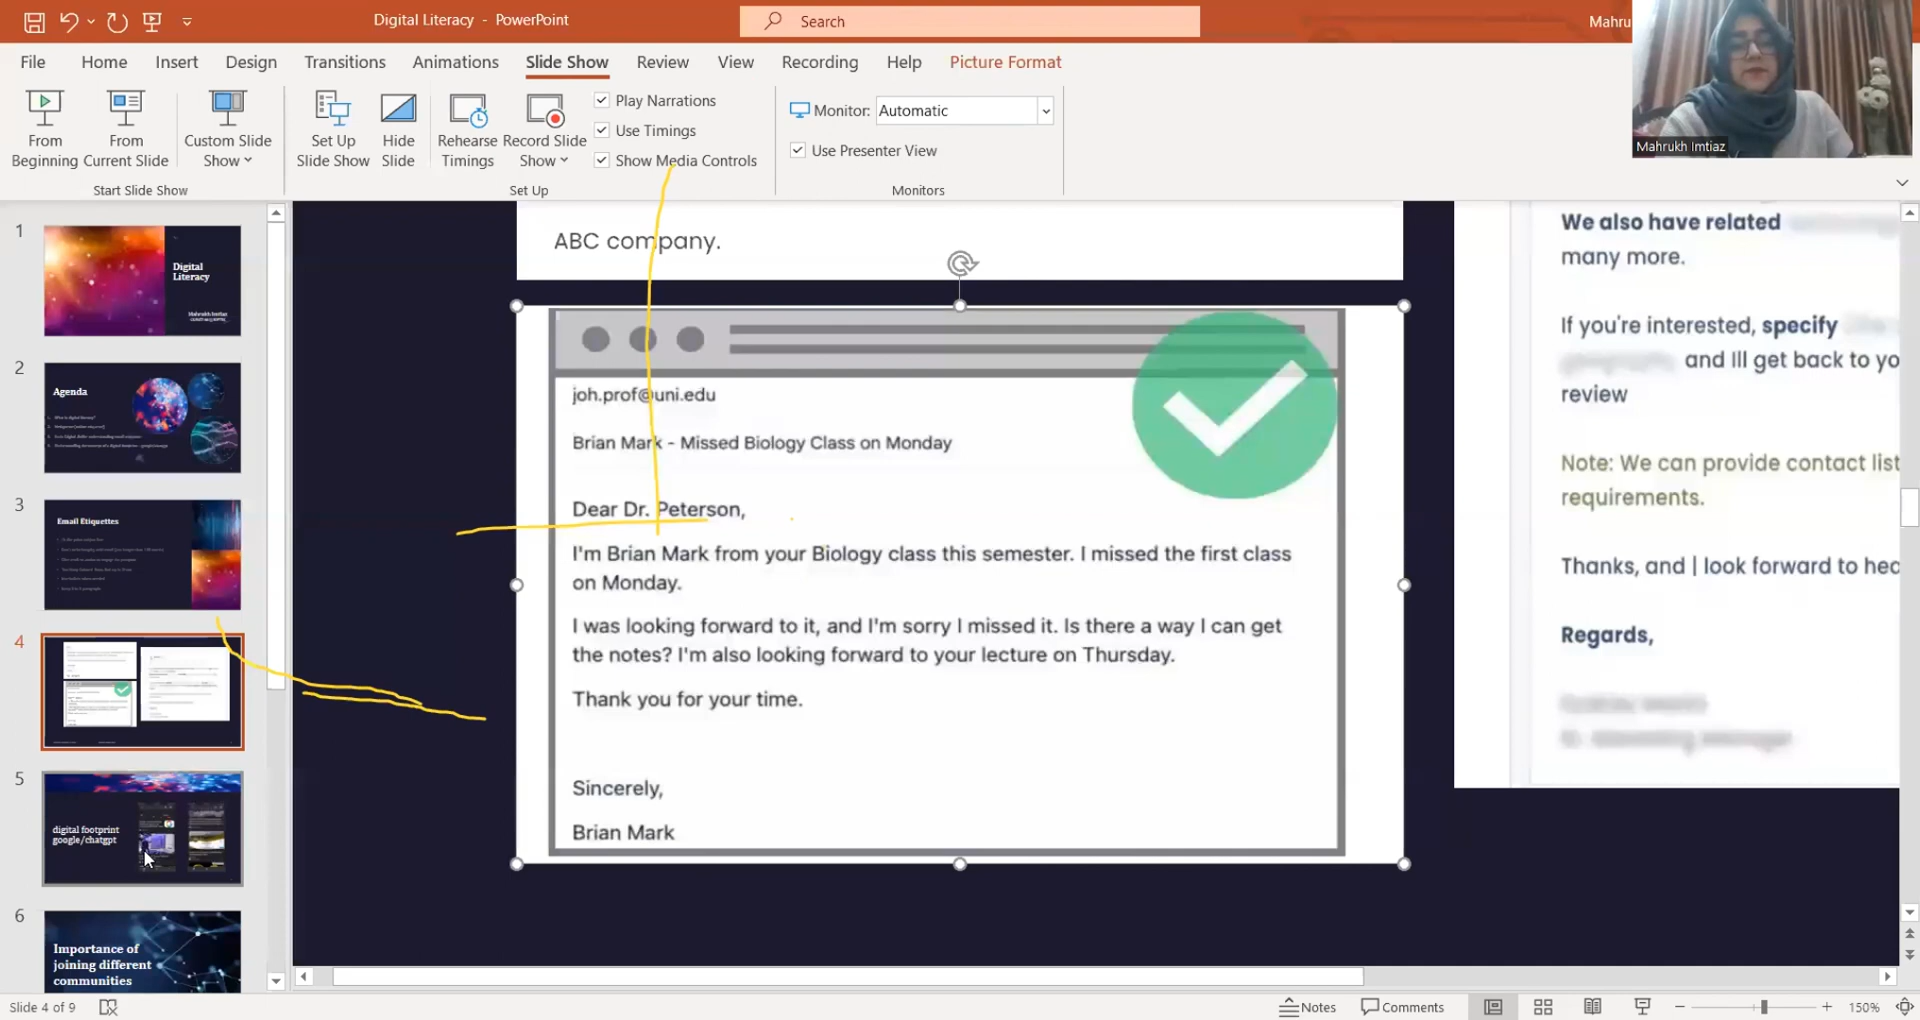 Digital Literacy - PowerPoint
Search
Mahru
File Home Insert Design Transitions Animations Slide Show Review View Recording Help Picture Format
From Beginning
From Current Slide
Custom Slide Show
Start Slide Show
Set Up Slide Show
Hide Slide
Rehearse Timings
Record Slide Show
Play Narrations
Use Timings
Show Media Controls
Set Up
Monitor: Automatic
Use Presenter View
Monitors
Mahrukh Imtiaz
1
Digital
Literacy
Mahrukh Imtiaz
2
Agenda
3
Email Etiquettes
4
5
digital footprint
google/chatgpt
6
Importance of
joining different
communities
ABC company.
joh.prof@uni.edu
Brian Mark - Missed Biology Class on Monday
Dear Dr. Peterson,
I'm Brian Mark from your Biology class this semester. I missed the first class
on Monday.
I was looking forward to it, and I'm sorry I missed it. Is there a way I can get
the notes? I'm also looking forward to your lecture on Thursday.
Thank you for your time.
Sincerely,
Brian Mark
We also have related
many more.
If you're interested, specify
and Ill get back to yo
review
Note: We can provide contact list
requirements.
Thanks, and | look forward to hea
Regards,
Slide 4 of 9
Notes
Comments
150%